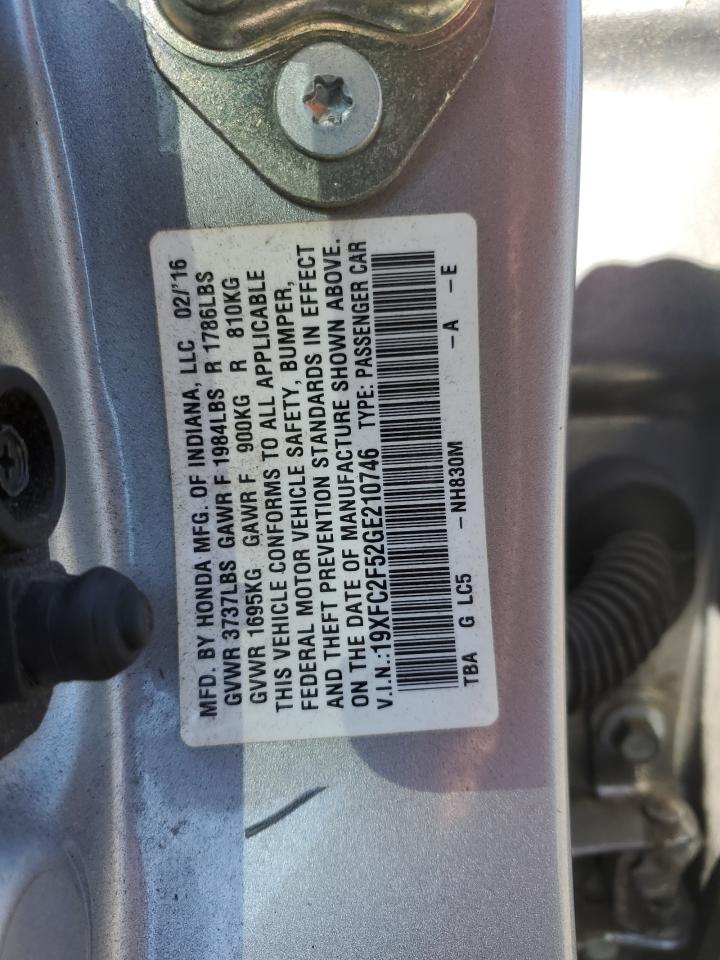 MFD. BY HONDA MFG. OF INDIANA, LLC 02/'16
GVWR 3737LBS GAWR F 1984LBS R 1786LBS
GVWR 1695KG GAWR F 900KG R 810KG
THIS VEHICLE CONFORMS TO ALL APPLICABLE
FEDERAL MOTOR VEHICLE SAFETY, BUMPER,
AND THEFT PREVENTION STANDARDS IN EFFECT
ON THE DATE OF MANUFACTURE SHOWN ABOVE.
V.I.N.:19XFC2F52GE210746 TYPE: PASSENGER CAR
TBA G LC5 - NH830M - A - E